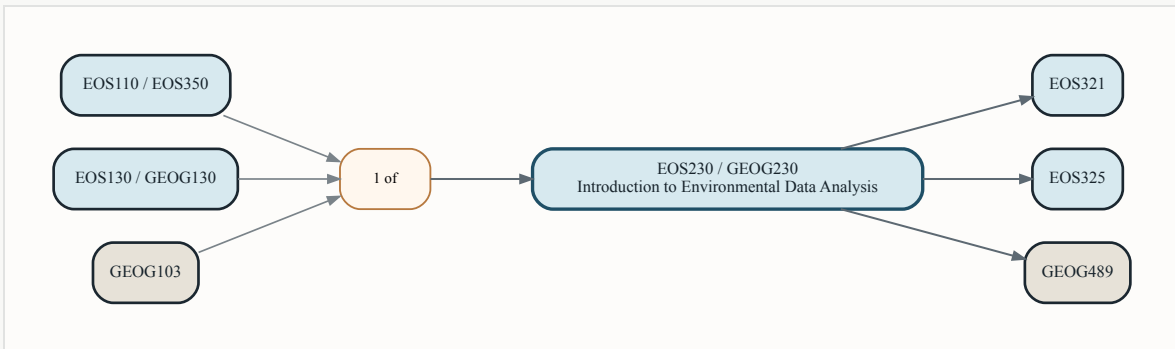 EOS110 / EOS350
EOS130 / GEOG130
GEOG103
1 of
EOS230 / GEOG230
Introduction to Environmental Data Analysis
EOS321
EOS325
GEOG489